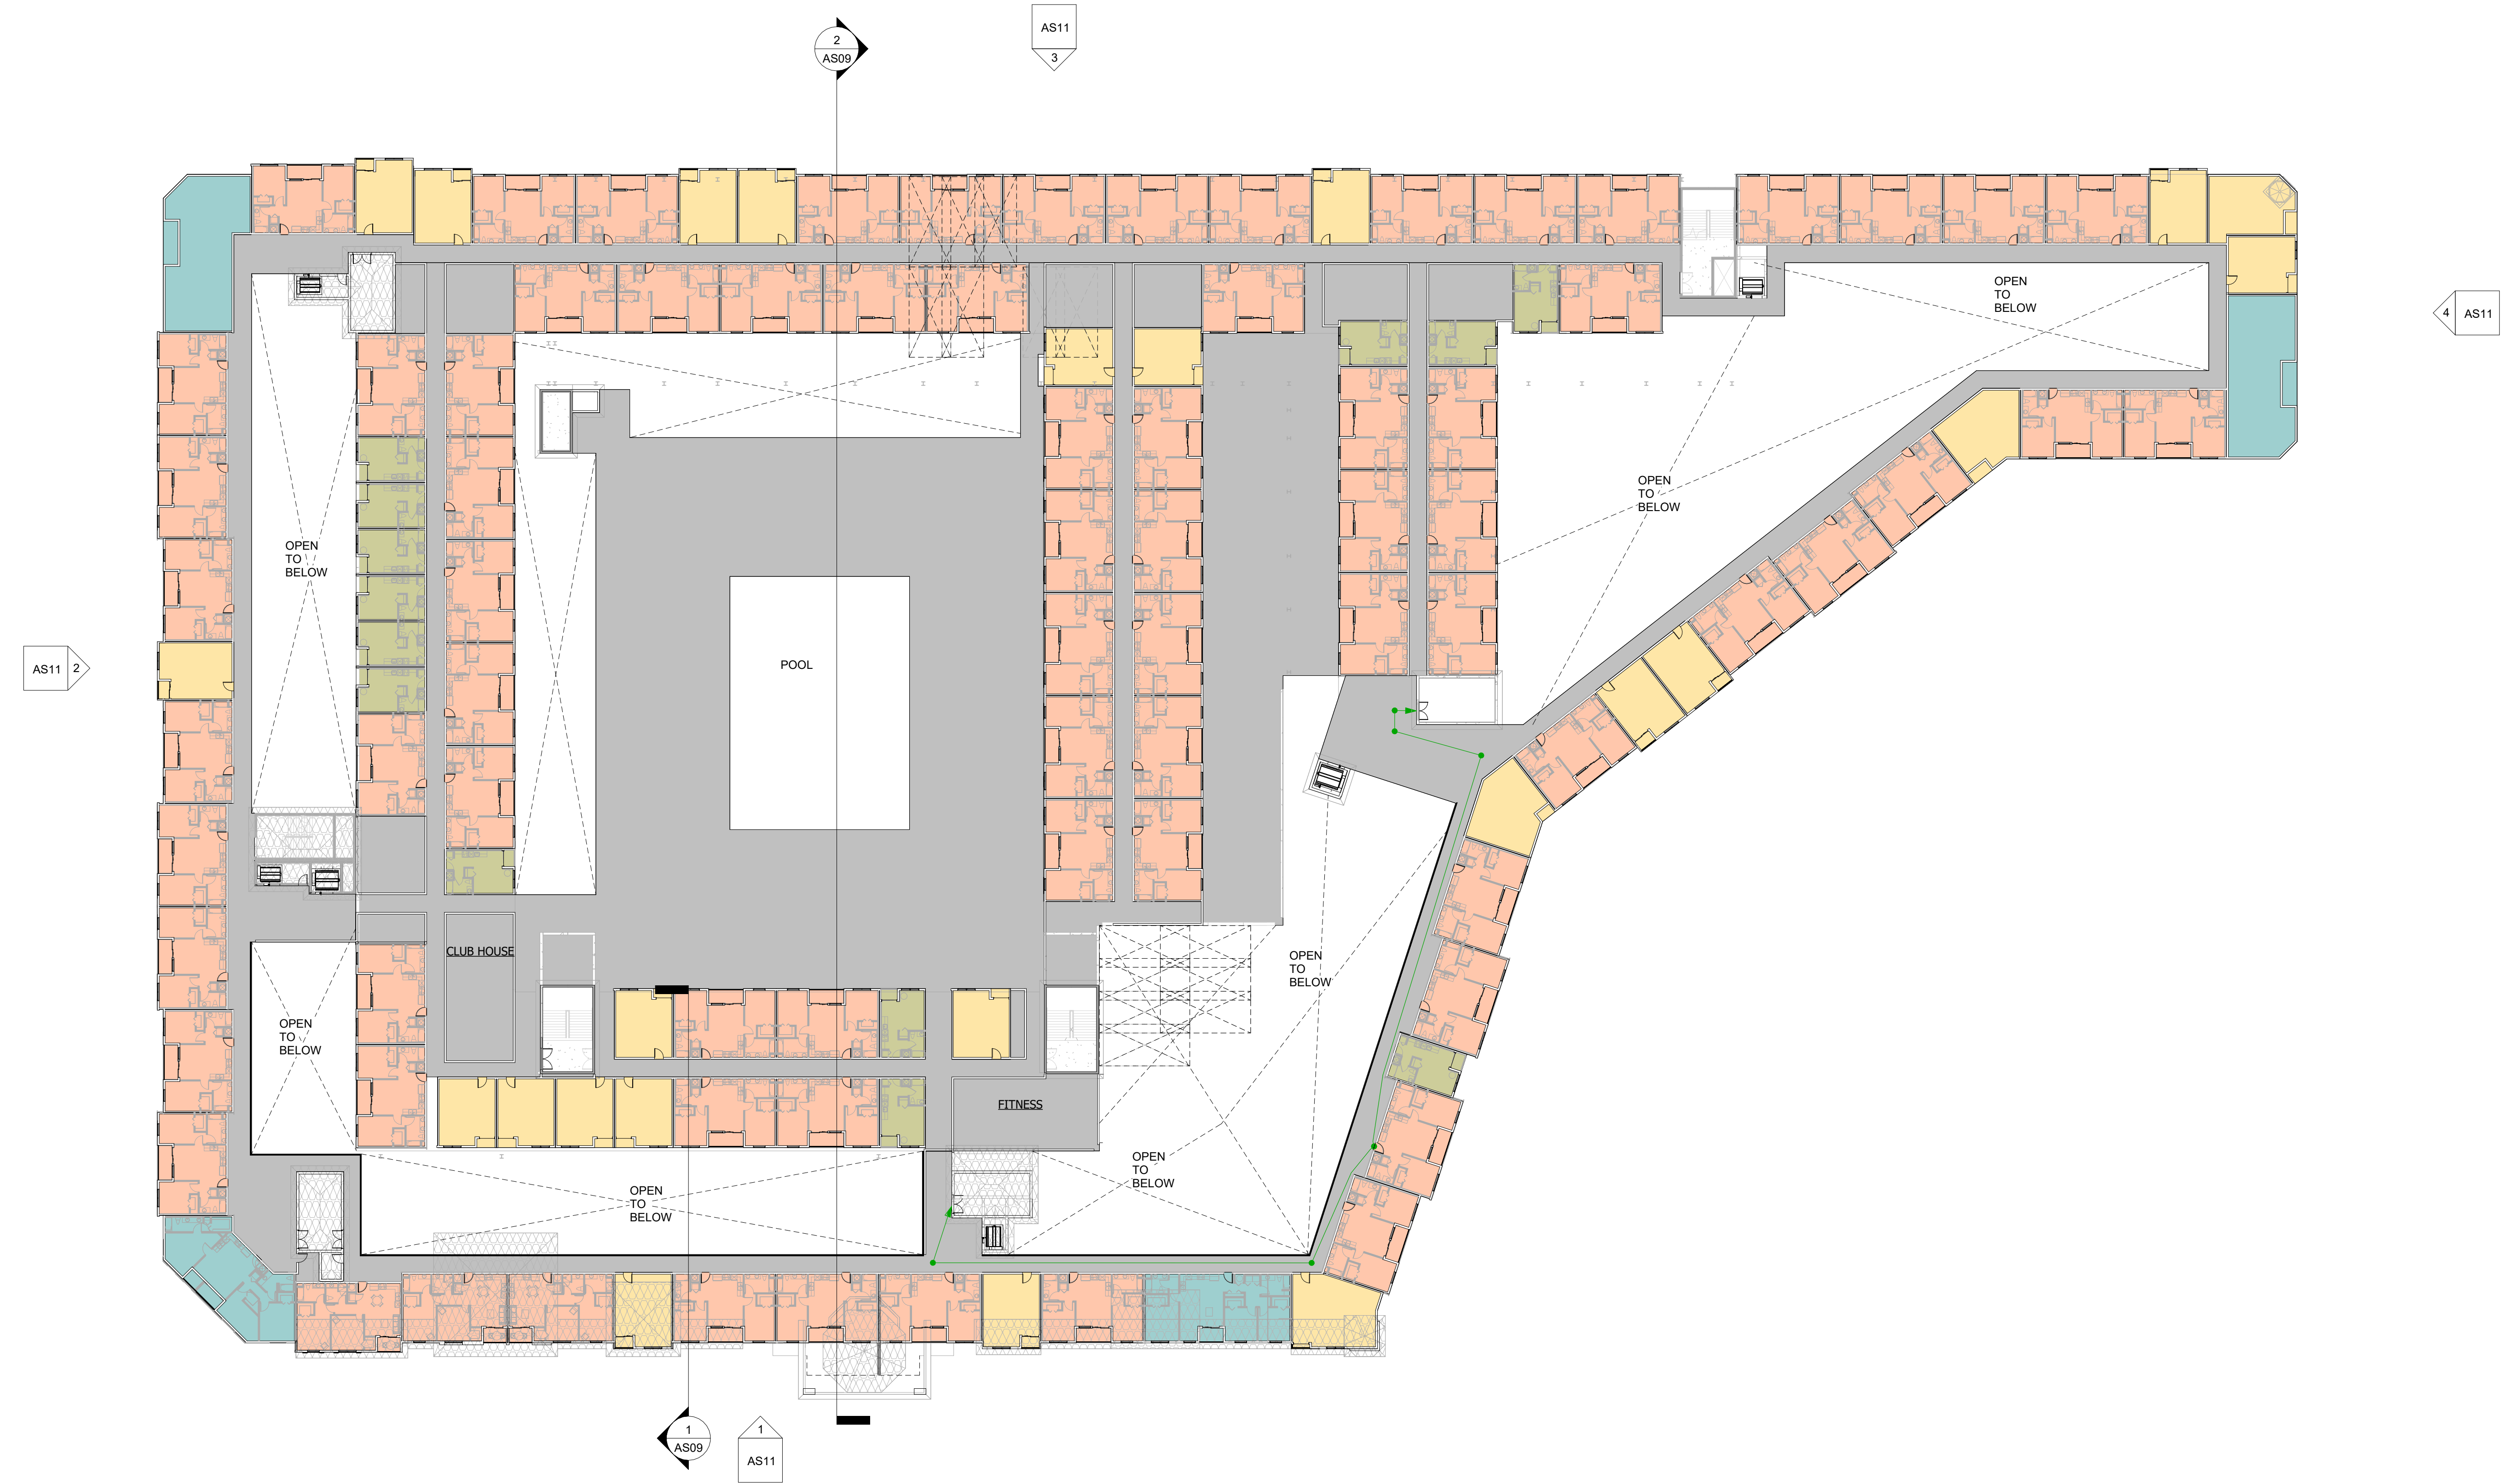 AS11
3
2
AS09
OPEN
TO
BELOW
4
AS11
OPEN
TO
BELOW
OPEN
TO
BELOW
AS11
2
POOL
CLUB HOUSE
OPEN
TO
BELOW
OPEN
TO
BELOW
FITNESS
OPEN
TO
BELOW
OPEN
TO
BELOW
1
AS09
1
AS11